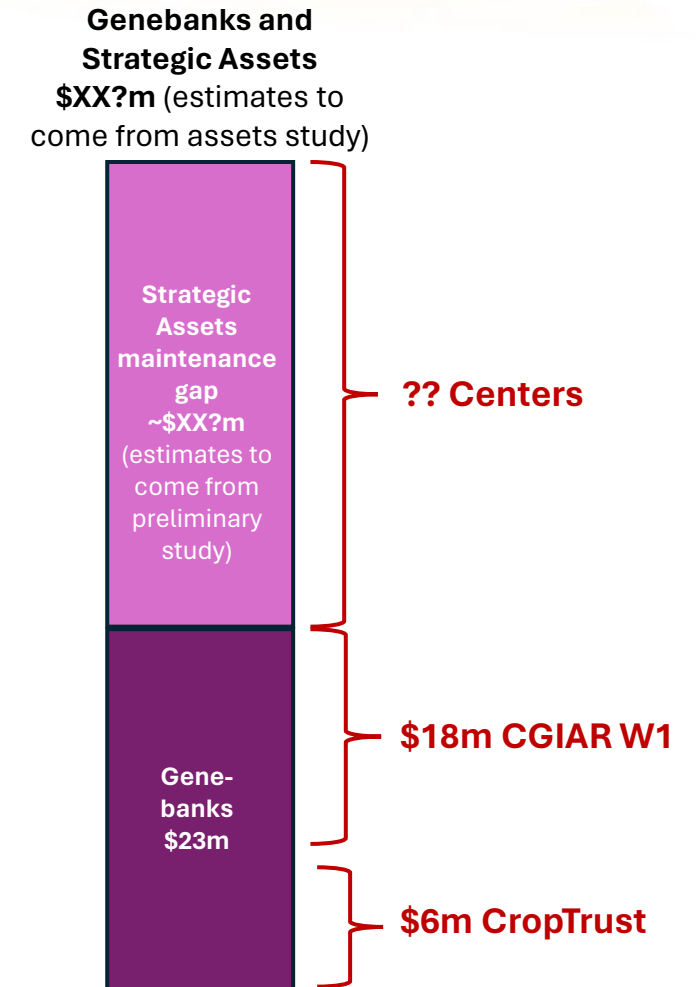 Genebanks and
Strategic Assets
$XX?m (estimates to
come from assets study)
Strategic
Assets
maintenance
gap
~$XX?m
(estimates to
come from
preliminary
study)
?? Centers
$18m CGIAR W1
Gene-
banks
$23m
$6m CropTrust